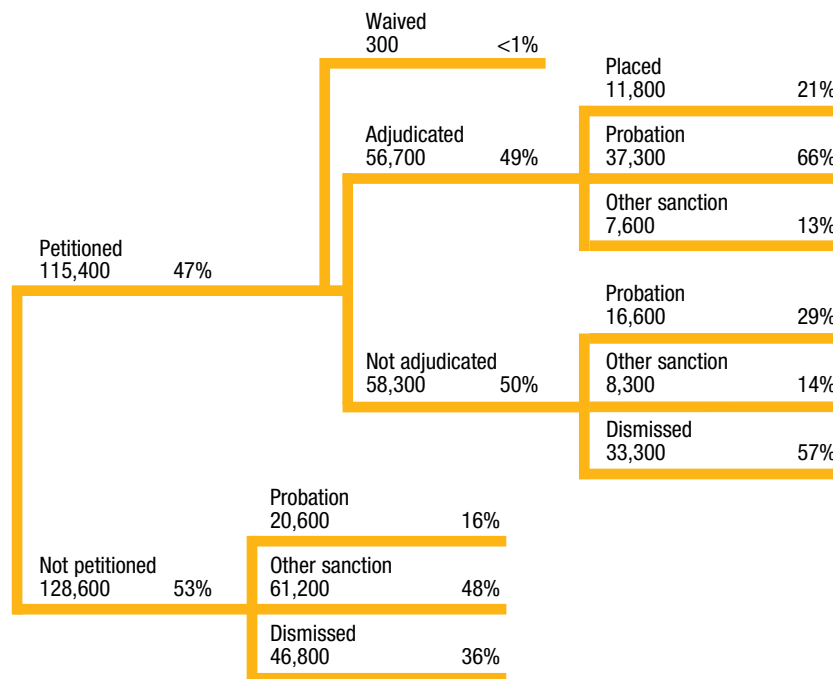 Waived
300 <1%
Placed
11,800 21%
Adjudicated
56,700 49%
Probation
37,300 66%
Other sanction
7,600 13%
Petitioned
115,400 47%
Probation
16,600 29%
Not adjudicated
58,300 50%
Other sanction
8,300 14%
Dismissed
33,300 57%
Probation
20,600 16%
Not petitioned
128,600 53%
Other sanction
61,200 48%
Dismissed
46,800 36%